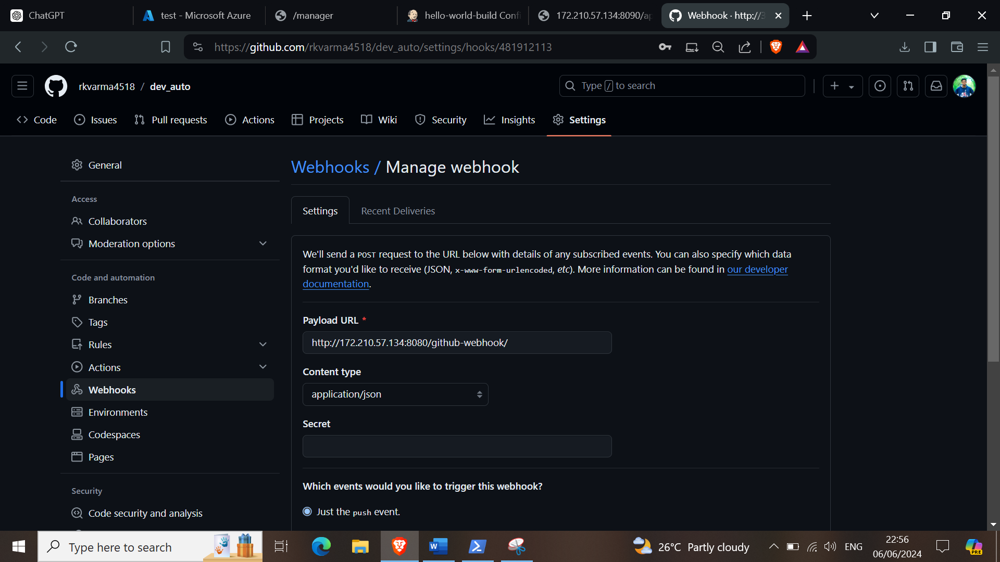 ChatGPT
test - Microsoft Azure
/manager
hello-world-build Confi
172.210.57.134:8090/ap
Webhook · http://3
https://github.com/rkvarma4518/dev_auto/settings/hooks/481912113
rkvarma4518 / dev_auto
Type / to search
Code
Issues
Pull requests
Actions
Projects
Wiki
Security
Insights
Settings
General
Access
Collaborators
Moderation options
Code and automation
Branches
Tags
Rules
Actions
Webhooks
Environments
Codespaces
Pages
Security
Code security and analysis
Webhooks / Manage webhook
Settings
Recent Deliveries
We'll send a POST request to the URL below with details of any subscribed events. You can also specify which data
format you'd like to receive (JSON, x-www-form-urlencoded, etc). More information can be found in our developer
documentation.
Payload URL *
http://172.210.57.134:8080/github-webhook/
Content type
application/json
Secret
Which events would you like to trigger this webhook?
Just the push event.
Type here to search
26°C Partly cloudy
ENG
22:56
06/06/2024
PRE